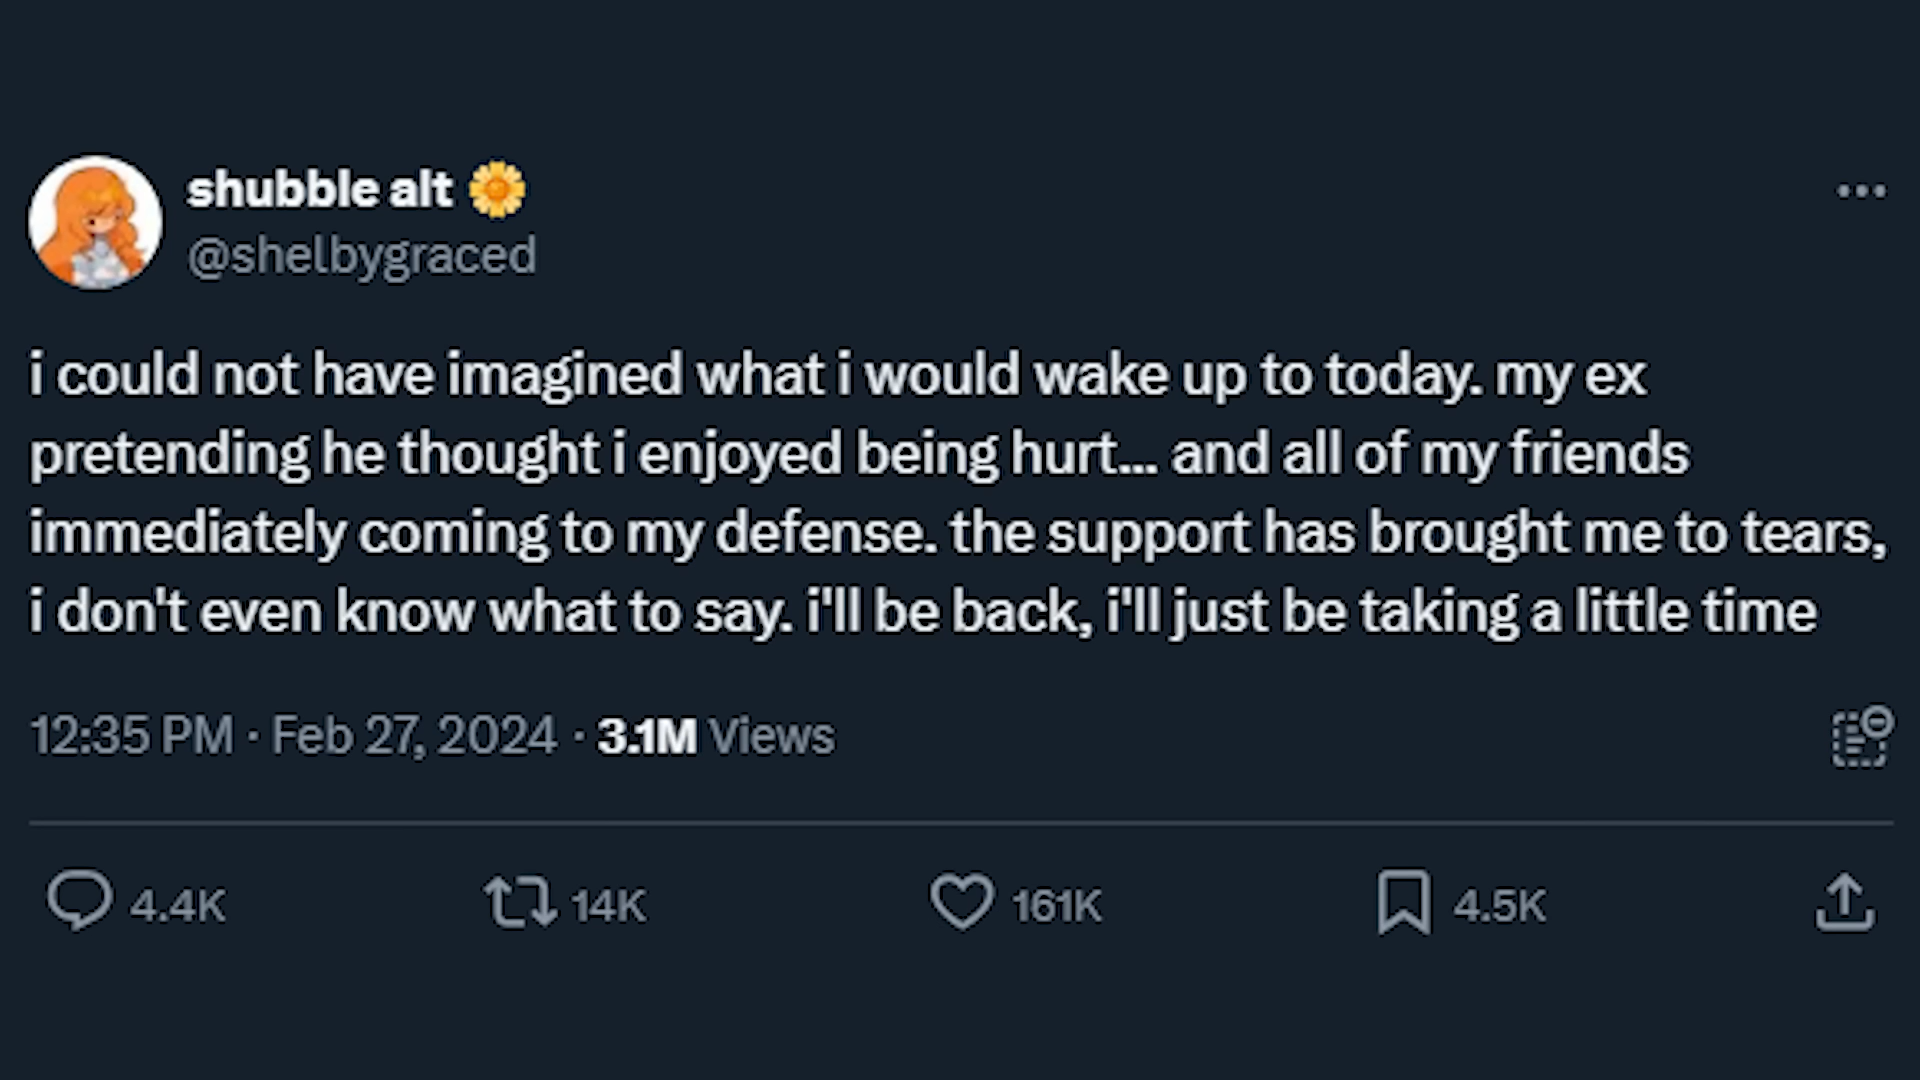 shubble alt 🌼
@shelbygraced
i could not have imagined what i would wake up to today. my ex
pretending he thought i enjoyed being hurt... and all of my friends
immediately coming to my defense. the support has brought me to tears,
i don't even know what to say. i'll be back, i'll just be taking a little time
12:35 PM · Feb 27, 2024 · 3.1M Views
4.4K 14K 161K 4.5K